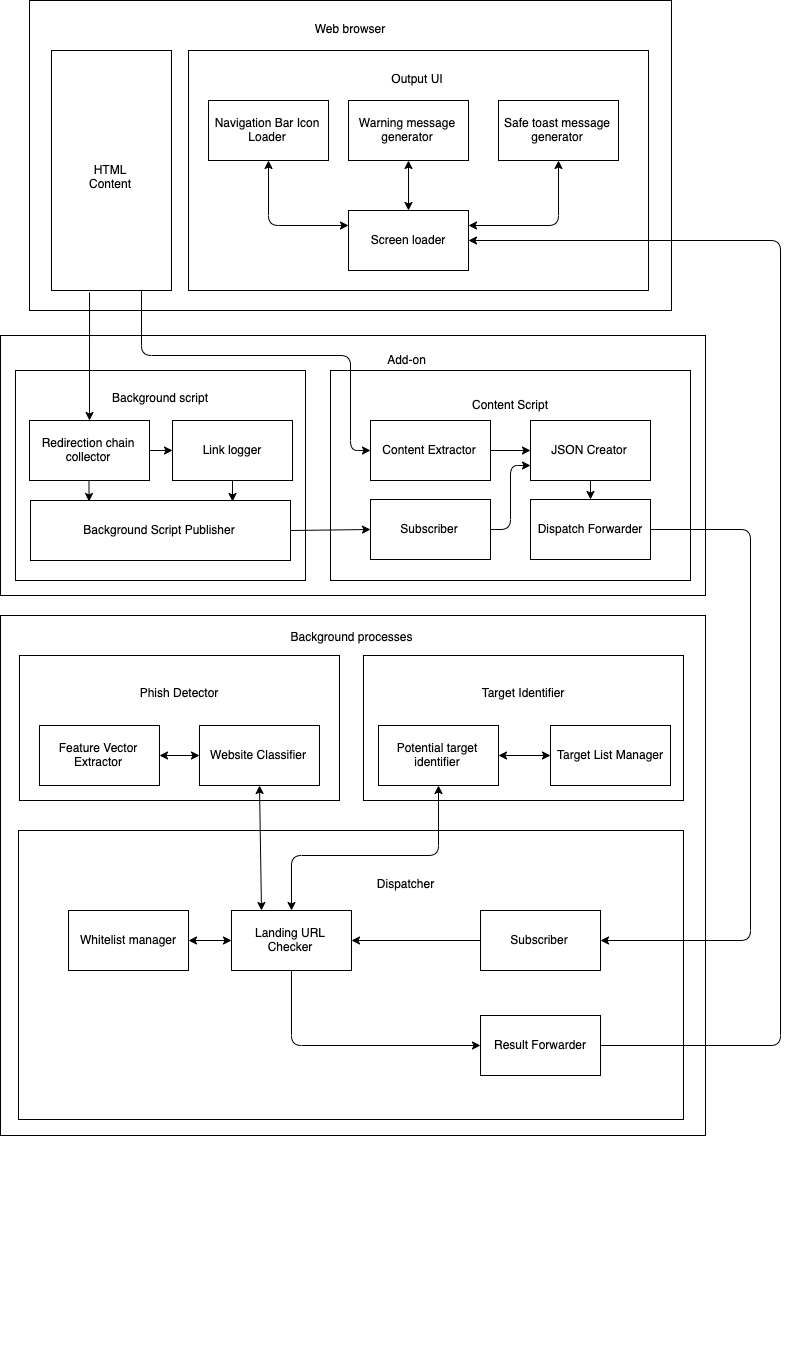 Web browser
Output UI
Navigation Bar Icon
Loader
Warning message
generator
Safe toast message
generator
HTML
Content
Screen loader
Add-on
Background script
Content Script
Redirection chain
collector
Link logger
Content Extractor
JSON Creator
Background Script Publisher
Subscriber
Dispatch Forwarder
Background processes
Phish Detector
Target Identifier
Feature Vector
Extractor
Website Classifier
Potential target
identifier
Target List Manager
Dispatcher
Whitelist manager
Landing URL
Checker
Subscriber
Result Forwarder